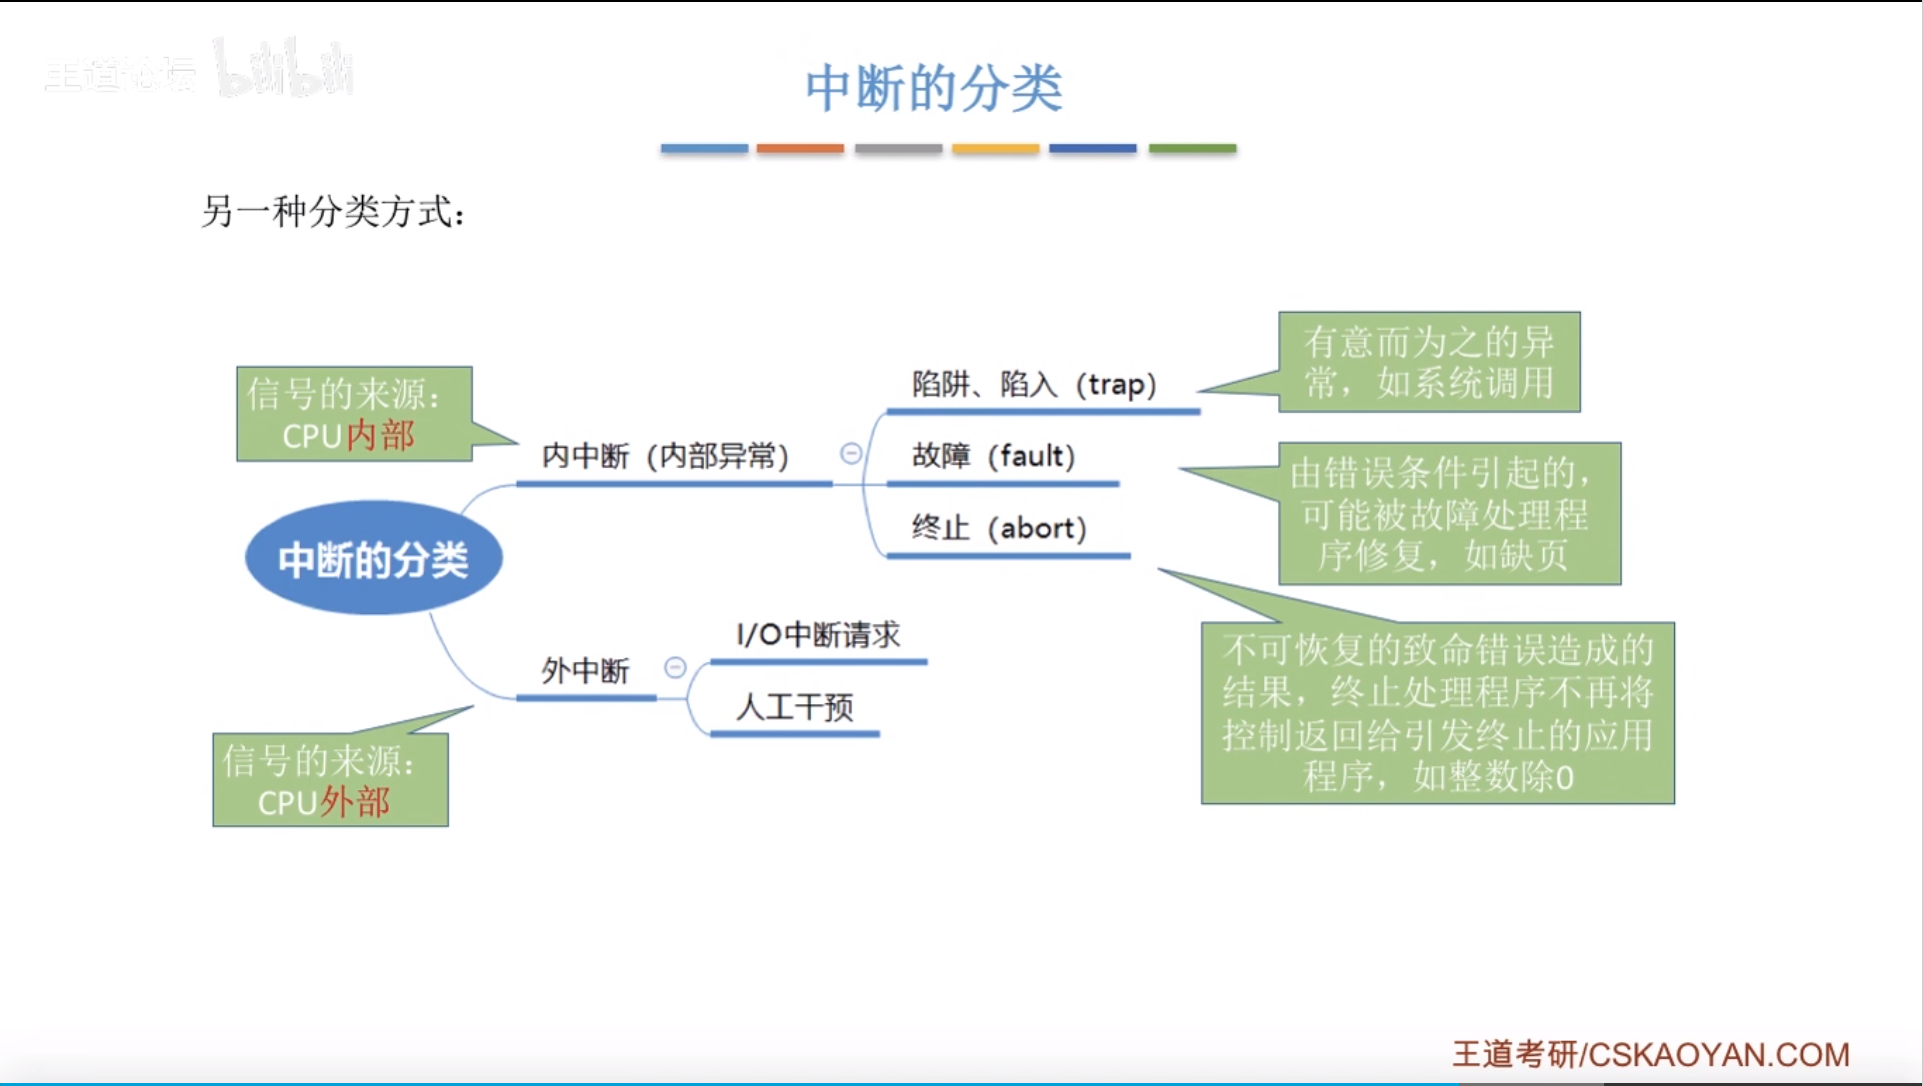 王道论坛 bilibili
中断的分类
另一种分类方式：
信号的来源：
CPU内部
内中断（内部异常）
陷阱、陷入（trap）
有意而为之的异
常，如系统调用
故障（fault）
由错误条件引起的，
可能被故障处理程
序修复，如缺页
终止（abort）
不可恢复的致命错误造成的
结果，终止处理程序不再将
控制返回给引发终止的应用
程序，如整数除0
中断的分类
外中断
I/O中断请求
人工干预
信号的来源：
CPU外部
王道考研/CSKAOYAN.COM